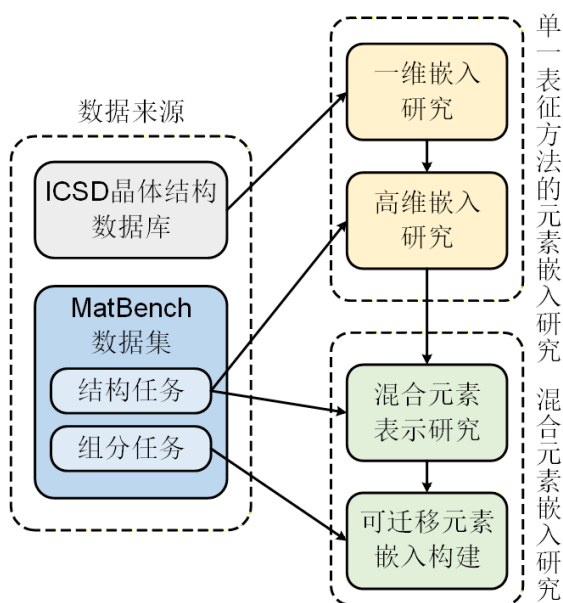 数据来源
ICSD晶体结构
数据库
MatBench
数据集
结构任务
组分任务
一维嵌入
研究
高维嵌入
研究
单一表征方法的元素嵌入研究
混合元素
表示研究
可迁移元素
嵌入构建
混合元素嵌入研究